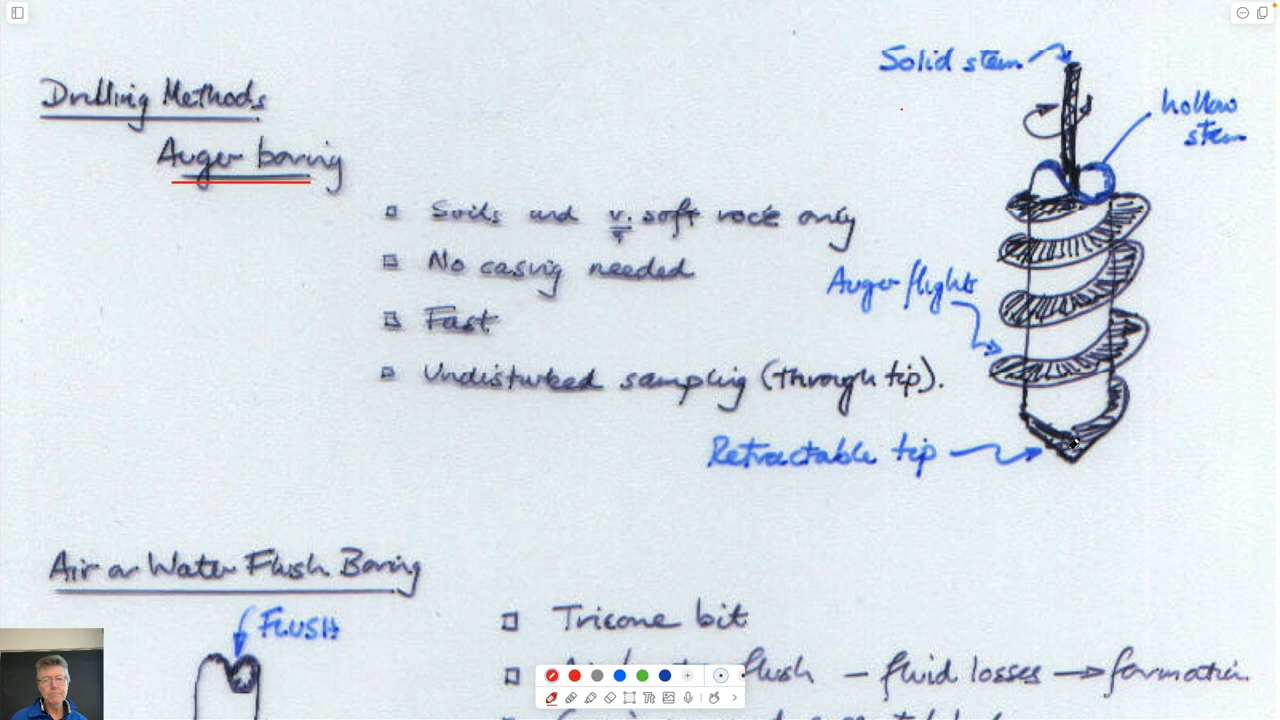 Solid stem
hollow
stem
Drilling Methods
Auger boring
Soils and v. soft rock only
No casing needed
Auger flights
Fast
Undisturbed sampling (through tip).
Retractable tip
Air or Water Flush Boring
FLUSH
Tricone bit
flush – fluid losses → formation.